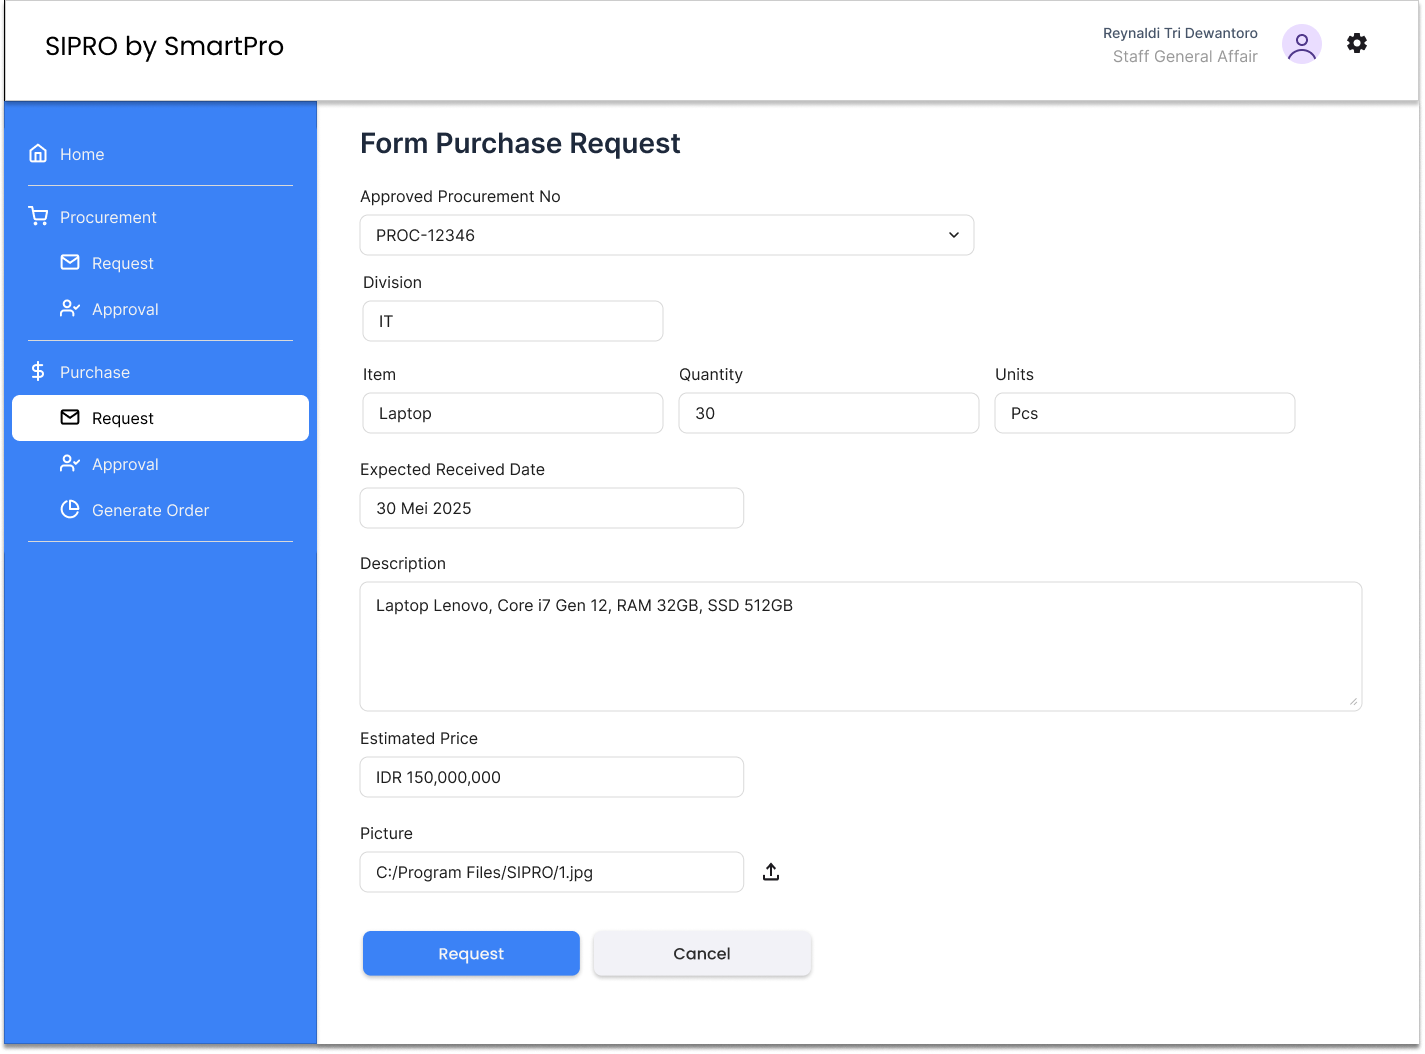 SIPRO by SmartPro
Reynaldi Tri Dewantoro
Staff General Affair
Home
Procurement
Request
Approval
Purchase
Request
Approval
Generate Order
Form Purchase Request
Approved Procurement No
PROC-12346
Division
IT
Item Quantity Units
Laptop 30 Pcs
Expected Received Date
30 Mei 2025
Description
Laptop Lenovo, Core i7 Gen 12, RAM 32GB, SSD 512GB
Estimated Price
IDR 150,000,000
Picture
C:/Program Files/SIPRO/1.jpg
Request Cancel